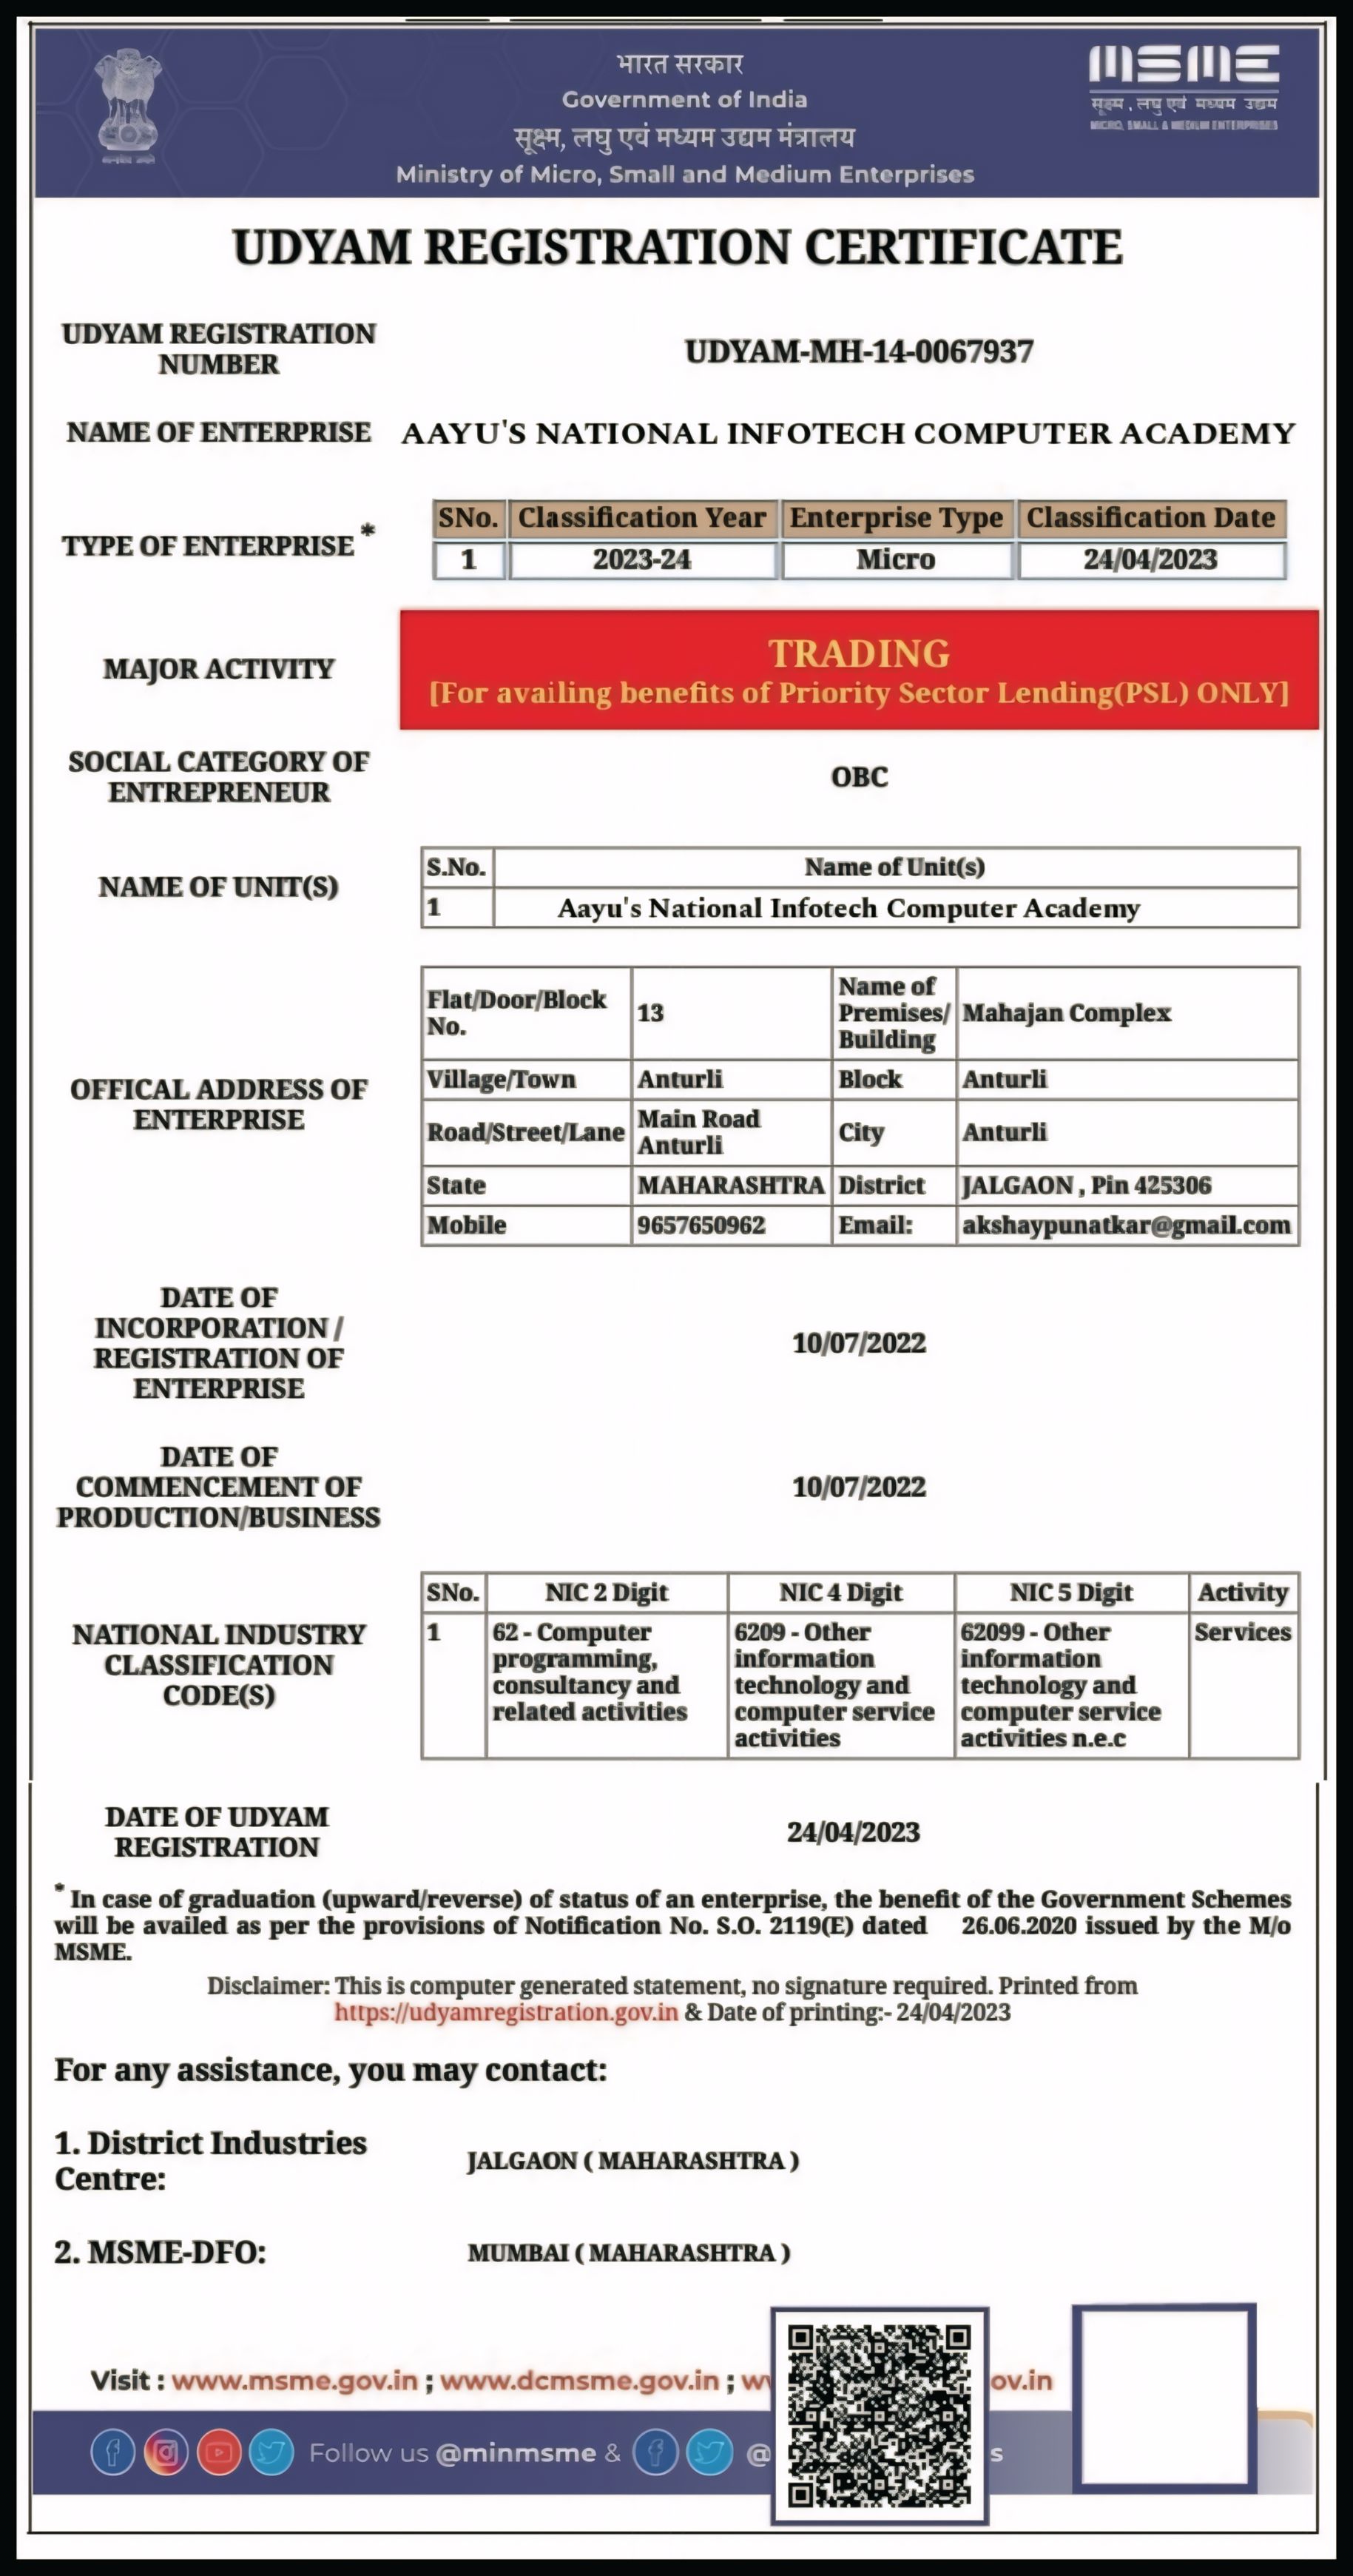 भारत सरकार
Government of India
सूक्ष्म, लघु एवं मध्यम उद्यम मंत्रालय
Ministry of Micro, Small and Medium Enterprises
MSME
सूक्ष्म, लघु एवं मध्यम उद्यम
MICRO, SMALL & MEDIUM ENTERPRISES
UDYAM REGISTRATION CERTIFICATE
UDYAM REGISTRATION
NUMBER
UDYAM-MH-14-0067937
NAME OF ENTERPRISE
AAYU'S NATIONAL INFOTECH COMPUTER ACADEMY
TYPE OF ENTERPRISE *
SNo. Classification Year Enterprise Type Classification Date
1 2023-24 Micro 24/04/2023
MAJOR ACTIVITY
TRADING
[For availing benefits of Priority Sector Lending(PSL) ONLY]
SOCIAL CATEGORY OF
ENTREPRENEUR
OBC
NAME OF UNIT(S)
S.No. Name of Unit(s)
1 Aayu's National Infotech Computer Academy
OFFICAL ADDRESS OF
ENTERPRISE
Flat/Door/Block
No.
13
Name of
Premises/
Building
Mahajan Complex
Village/Town Anturli Block Anturli
Road/Street/Lane
Main Road
Anturli
City Anturli
State MAHARASHTRA District JALGAON , Pin 425306
Mobile 9657650962 Email: akshaypunatkar@gmail.com
DATE OF
INCORPORATION /
REGISTRATION OF
ENTERPRISE
10/07/2022
DATE OF
COMMENCEMENT OF
PRODUCTION/BUSINESS
10/07/2022
NATIONAL INDUSTRY
CLASSIFICATION
CODE(S)
SNo. NIC 2 Digit NIC 4 Digit NIC 5 Digit Activity
1 62 - Computer 6209 - Other 62099 - Other Services
programming, information information
consultancy and technology and technology and
related activities computer service computer service
activities activities n.e.c
DATE OF UDYAM
REGISTRATION
24/04/2023
* In case of graduation (upward/reverse) of status of an enterprise, the benefit of the Government Schemes
will be availed as per the provisions of Notification No. S.O. 2119(E) dated 26.06.2020 issued by the M/o
MSME.
Disclaimer: This is computer generated statement, no signature required. Printed from
https://udyamregistration.gov.in & Date of printing:- 24/04/2023
For any assistance, you may contact:
1. District Industries
Centre:
JALGAON ( MAHARASHTRA )
2. MSME-DFO:
MUMBAI ( MAHARASHTRA )
Visit : www.msme.gov.in ; www.dcmsme.gov.in ; ov.in
Follow us @minmsme & @ s